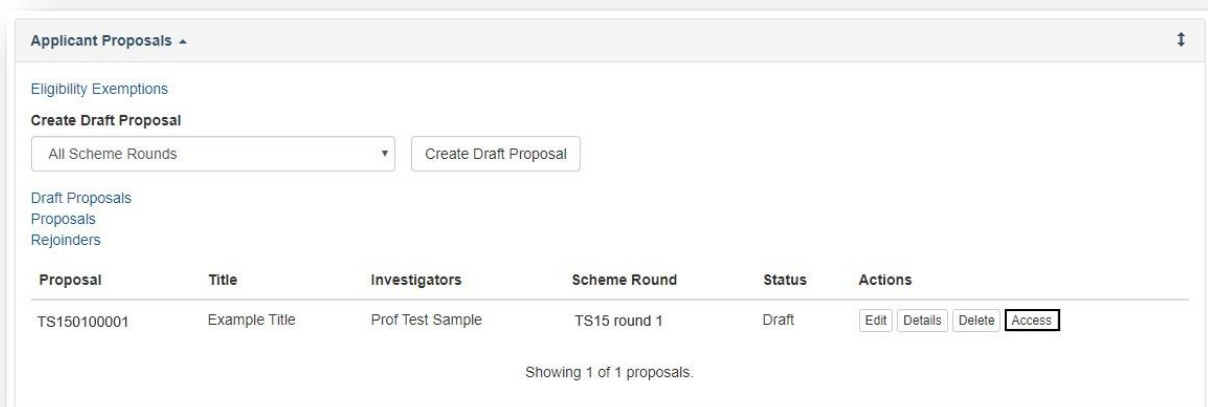 Applicant Proposals
Eligibility Exemptions
Create Draft Proposal
All Scheme Rounds Create Draft Proposal
Draft Proposals
Proposals
Rejoinders
Proposal Title Investigators Scheme Round Status Actions
TS150100001 Example Title Prof Test Sample TS15 round 1 Draft Edit Details Delete Access
Showing 1 of 1 proposals.